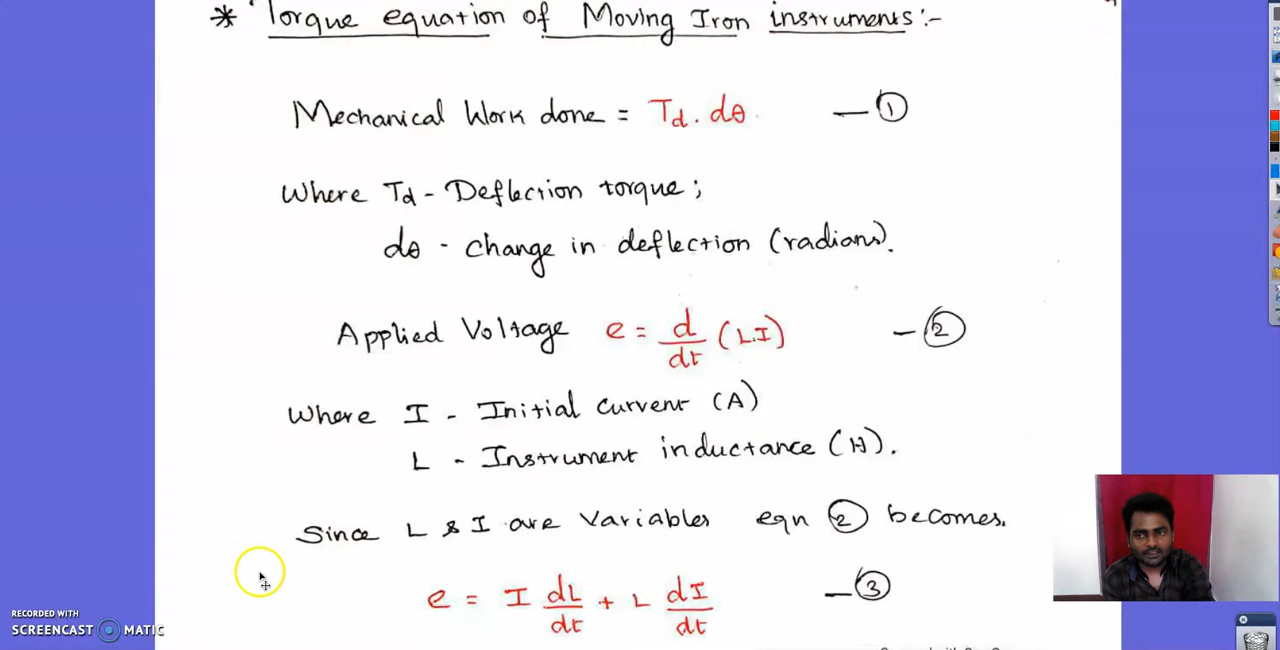 * Torque equation of Moving Iron instruments :-
Mechanical Work done = Td . dθ — ①
Where Td - Deflection torque ;
dθ - change in deflection (radians).
Applied Voltage e = d/dt (L.I) — ②
Where I - Initial current (A)
L - Instrument inductance (H).
Since L & I are Variables eqn ② becomes.
e = I dL/dt + L dI/dt — ③
RECORDED WITH
SCREENCAST MATIC